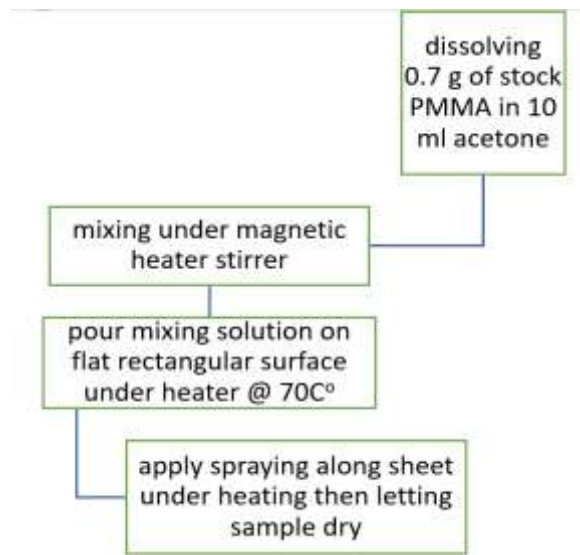 dissolving
0.7 g of stock
PMMA in 10
ml acetone
mixing under magnetic
heater stirrer
pour mixing solution on
flat rectangular surface
under heater @ 70Cº
apply spraying along sheet
under heating then letting
sample dry